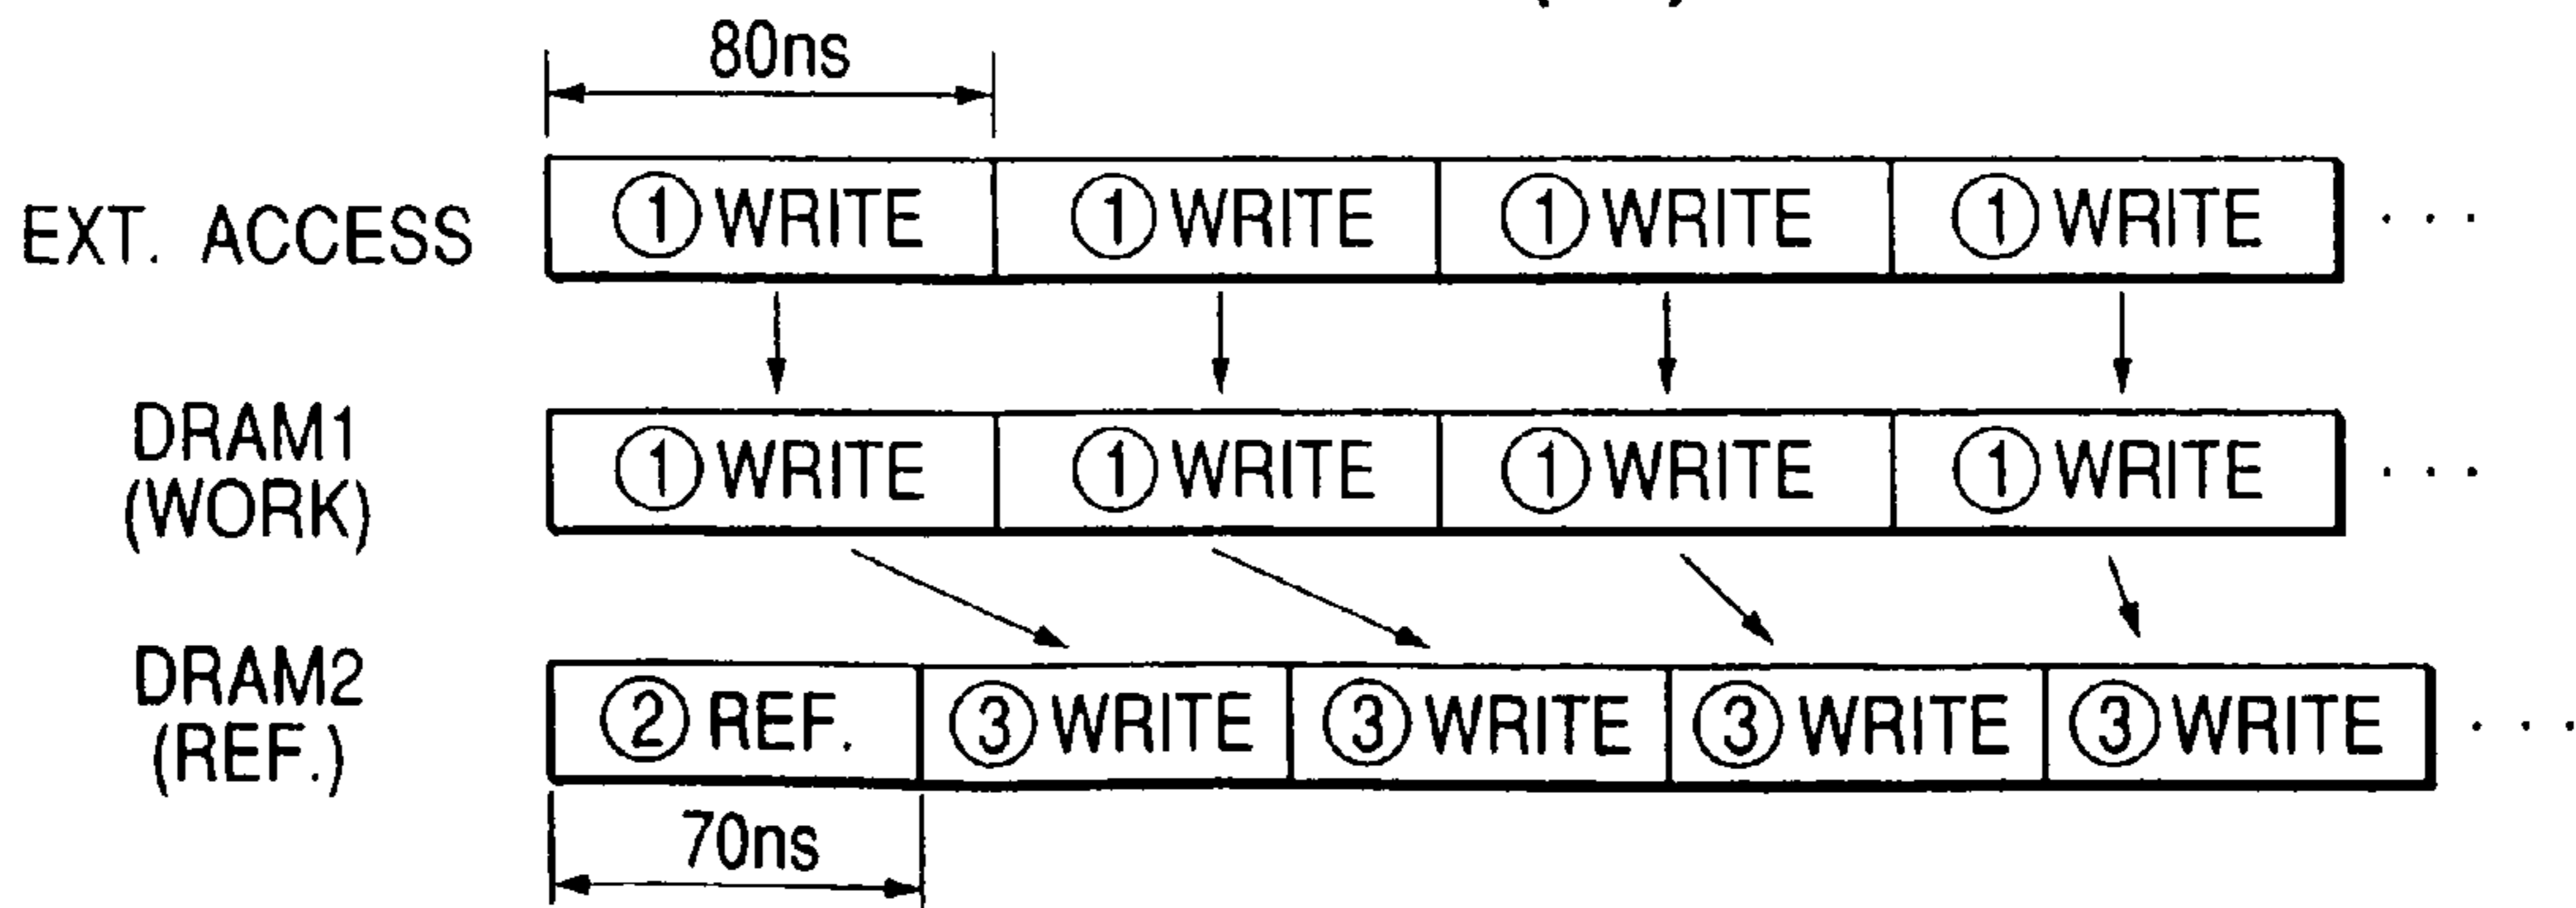 80ns
EXT. ACCESS ①WRITE ①WRITE ①WRITE ①WRITE ...
DRAM1
(WORK) ①WRITE ①WRITE ①WRITE ①WRITE ...
DRAM2
(REF.) ②REF. ③WRITE ③WRITE ③WRITE ③WRITE ...
70ns